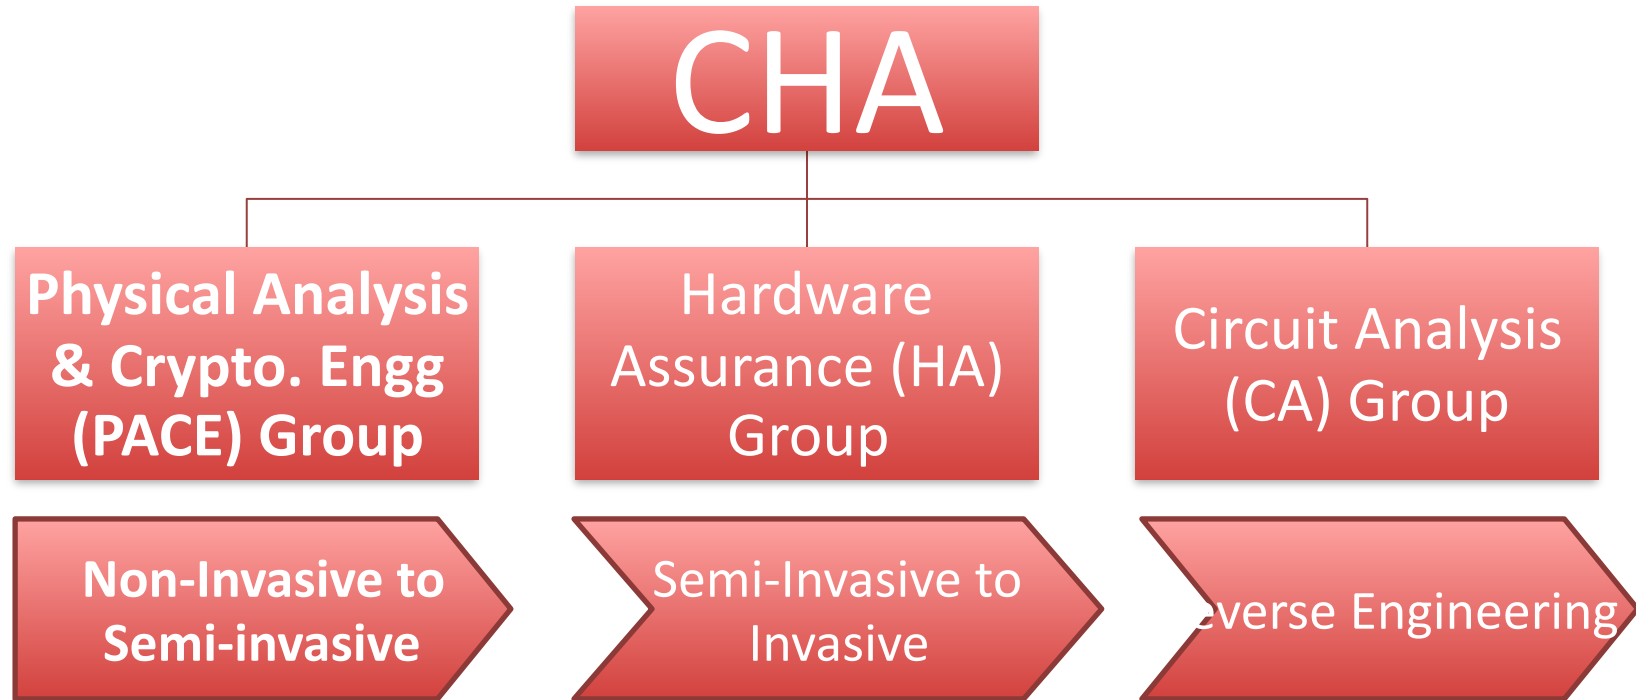 CHA
Physical Analysis
& Crypto. Engg
(PACE) Group
Hardware
Assurance (HA)
Group
Circuit Analysis
(CA) Group
Non-Invasive to
Semi-invasive
Semi-Invasive to
Invasive
everse Engineering